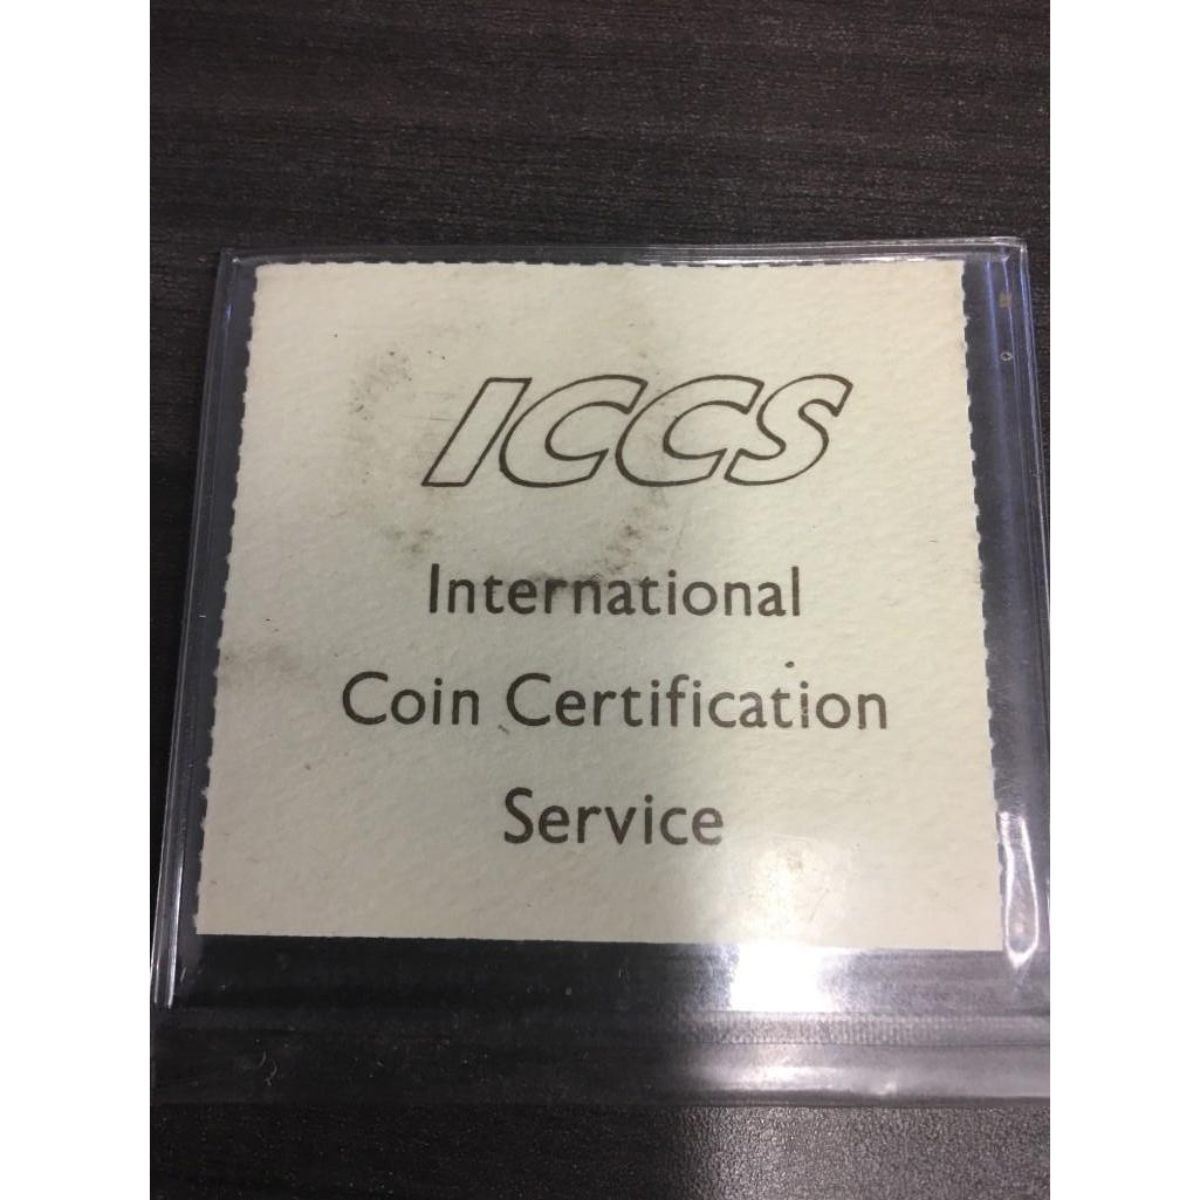 ICCS
International
Coin Certification
Service